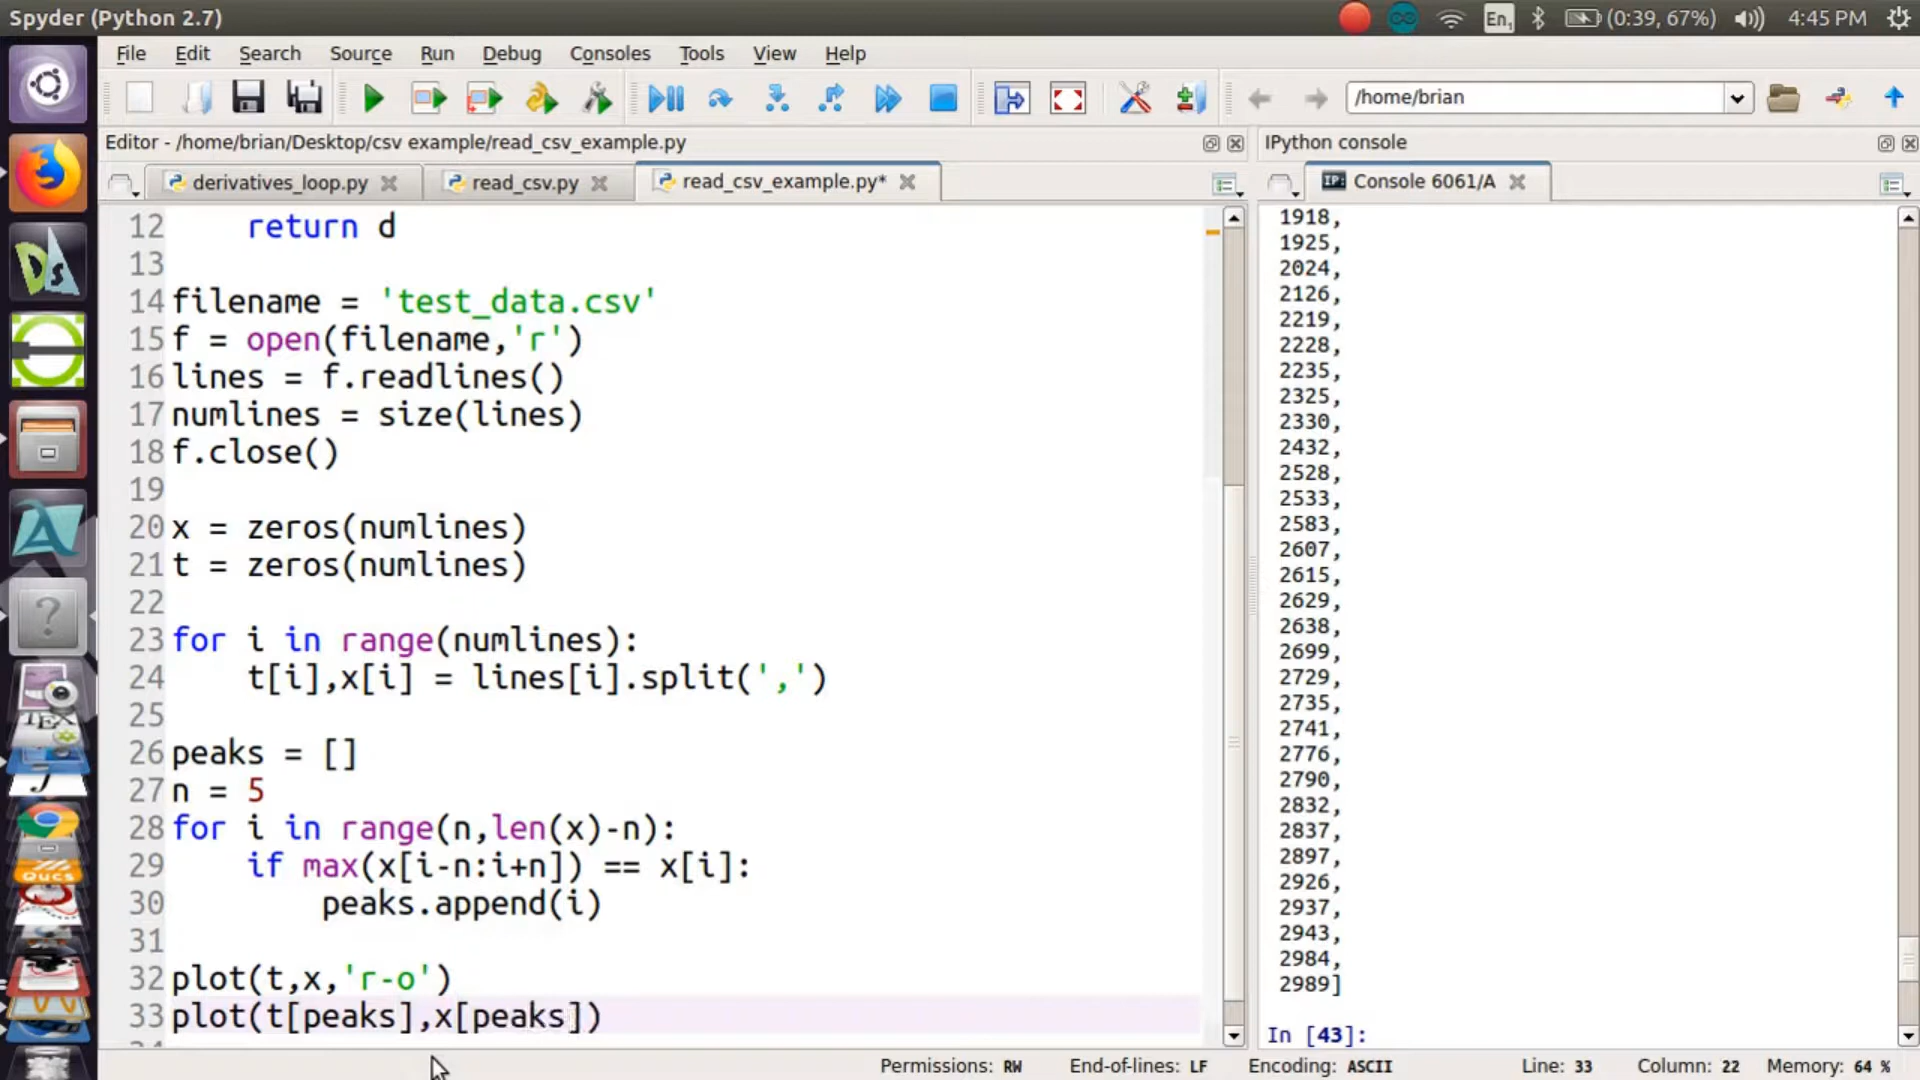 Spyder (Python 2.7)
En1
(0:39, 67%)
4:45 PM
File Edit Search Source Run Debug Consoles Tools View Help
/home/brian
Editor - /home/brian/Desktop/csv example/read_csv_example.py
IPython console
derivatives_loop.py
read_csv.py
read_csv_example.py*
IP: Console 6061/A
12     return d
13
14 filename = 'test_data.csv'
15 f = open(filename,'r')
16 lines = f.readlines()
17 numlines = size(lines)
18 f.close()
19
20 x = zeros(numlines)
21 t = zeros(numlines)
22
23 for i in range(numlines):
24     t[i],x[i] = lines[i].split(',')
25
26 peaks = []
27 n = 5
28 for i in range(n,len(x)-n):
29     if max(x[i-n:i+n]) == x[i]:
30         peaks.append(i)
31
32 plot(t,x,'r-o')
33 plot(t[peaks],x[peaks])
1918,
1925,
2024,
2126,
2219,
2228,
2235,
2325,
2330,
2432,
2528,
2533,
2583,
2607,
2615,
2629,
2638,
2699,
2729,
2735,
2741,
2776,
2790,
2832,
2837,
2897,
2926,
2937,
2943,
2984,
2989]
In [43]:
Ds
?
TEX
Qucs
Permissions: RW End-of-lines: LF Encoding: ASCII Line: 33 Column: 22 Memory: 64 %